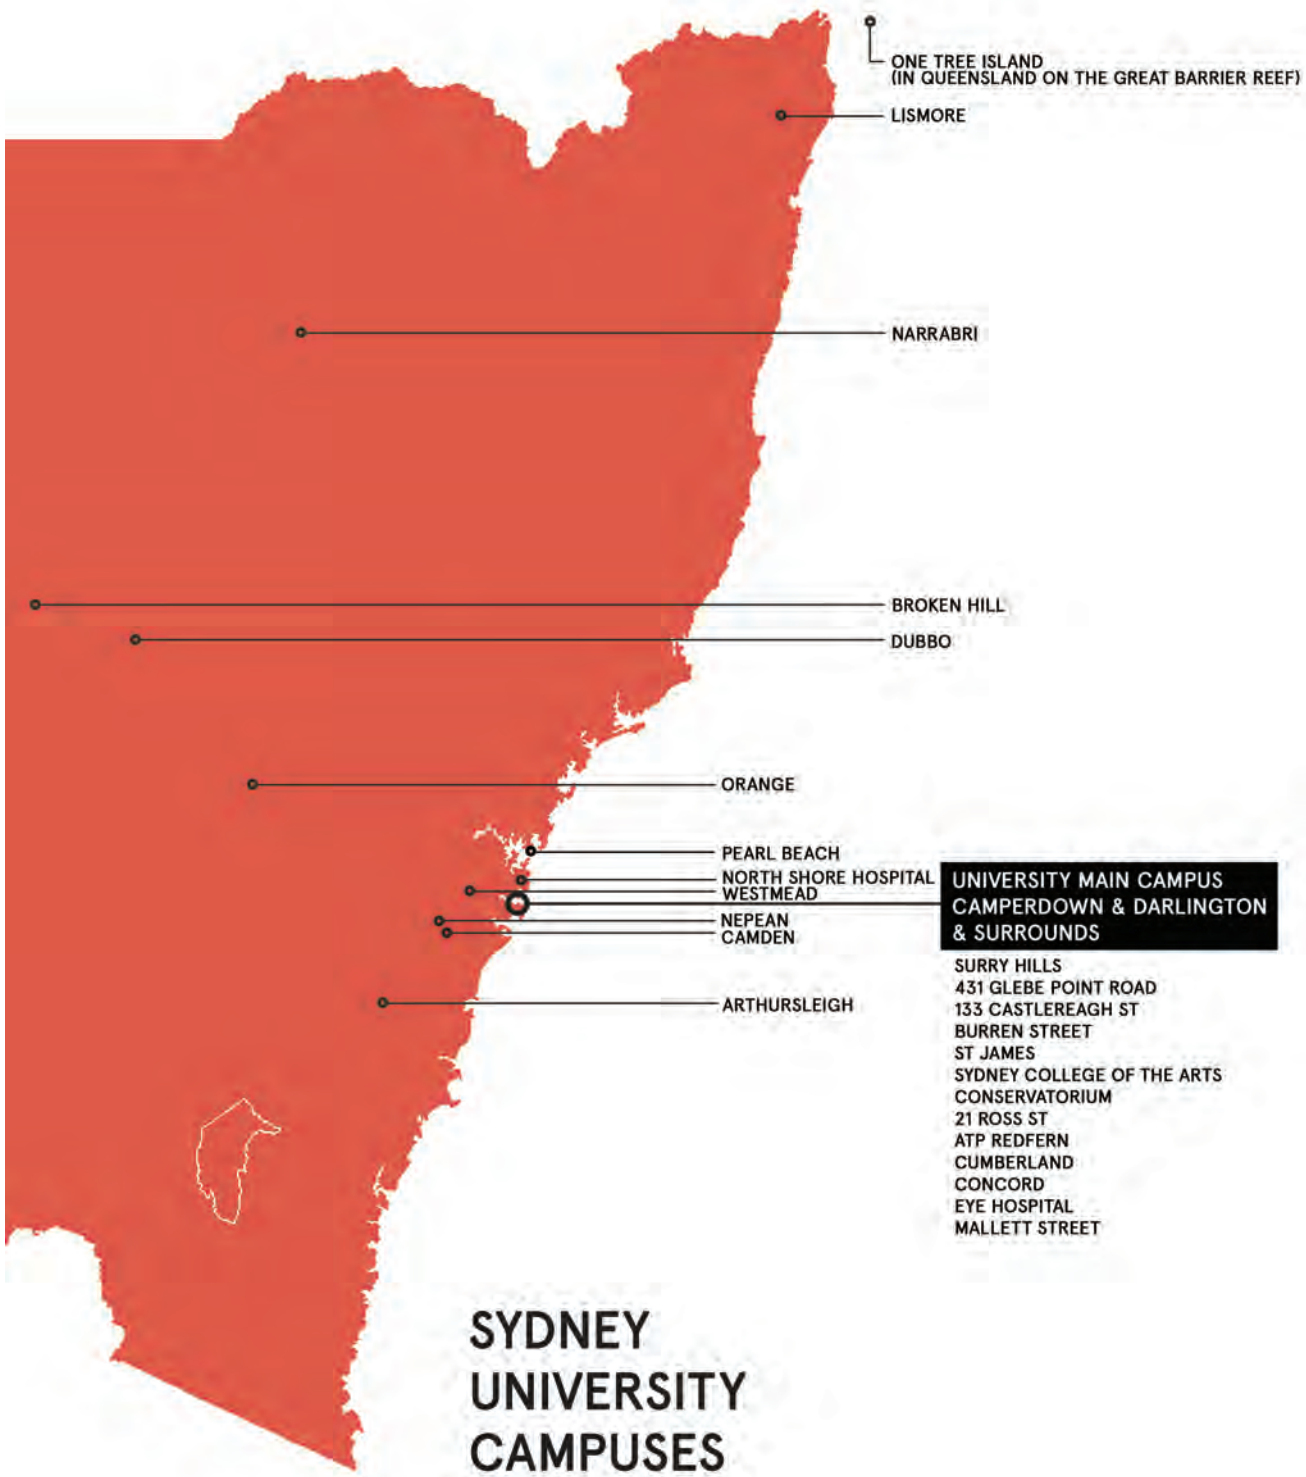 ONE TREE ISLAND
(IN QUEENSLAND ON THE GREAT BARRIER REEF)
LISMORE
NARRABRI
BROKEN HILL
DUBBO
ORANGE
PEARL BEACH
NORTH SHORE HOSPITAL
WESTMEAD
NEPEAN
CAMDEN
ARTHURSLEIGH
UNIVERSITY MAIN CAMPUS
CAMPERDOWN & DARLINGTON
& SURROUNDS
SURRY HILLS
431 GLEBE POINT ROAD
133 CASTLEREAGH ST
BURREN STREET
ST JAMES
SYDNEY COLLEGE OF THE ARTS
CONSERVATORIUM
21 ROSS ST
ATP REDFERN
CUMBERLAND
CONCORD
EYE HOSPITAL
MALLETT STREET
SYDNEY
UNIVERSITY
CAMPUSES